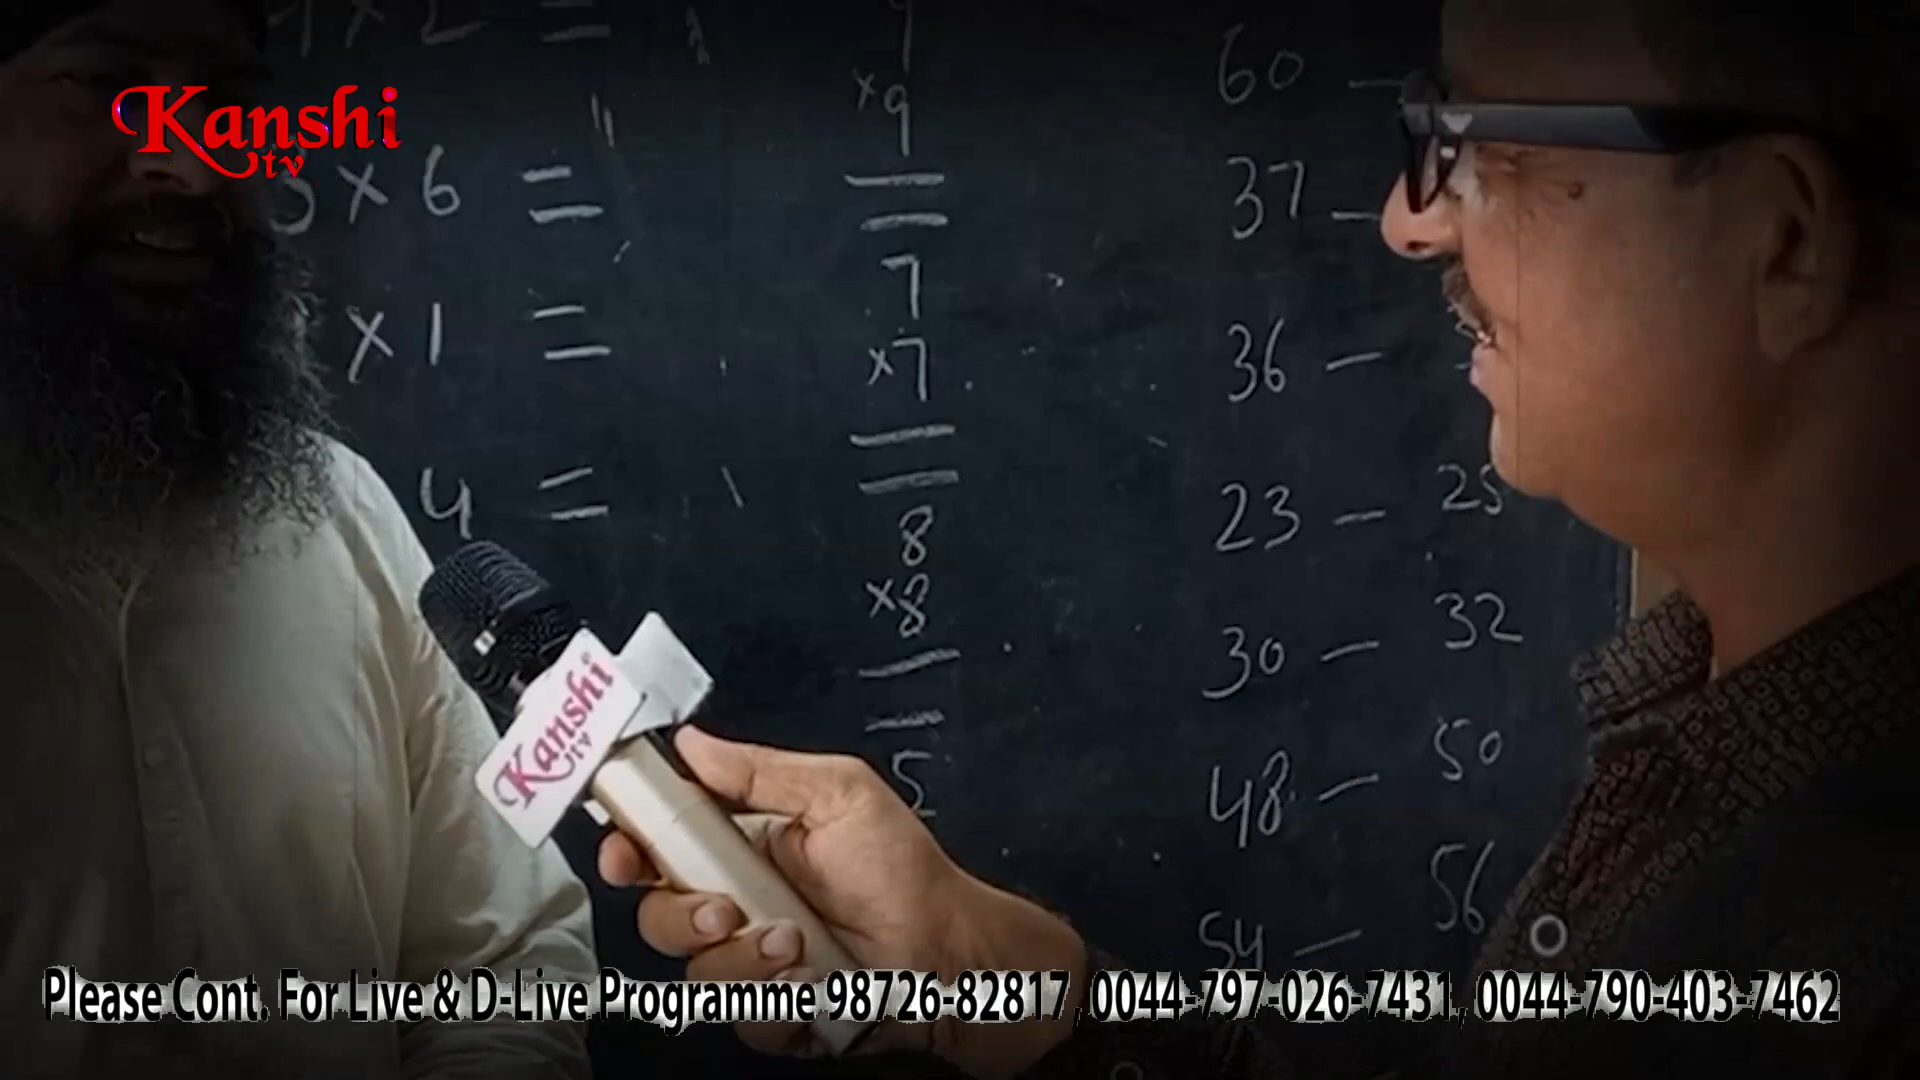 Kanshi
tv
× 2 =
× 6 =
× 1 =
4 =
×9
7
×7
8
×8
5
60 –
37 –
36 –
23 – 25
30 – 32
48 – 50
54 – 56
Kanshi
tv
Please Cont. For Live & D-Live Programme 98726-82817, 0044-797-026-7431, 0044-790-403-7462